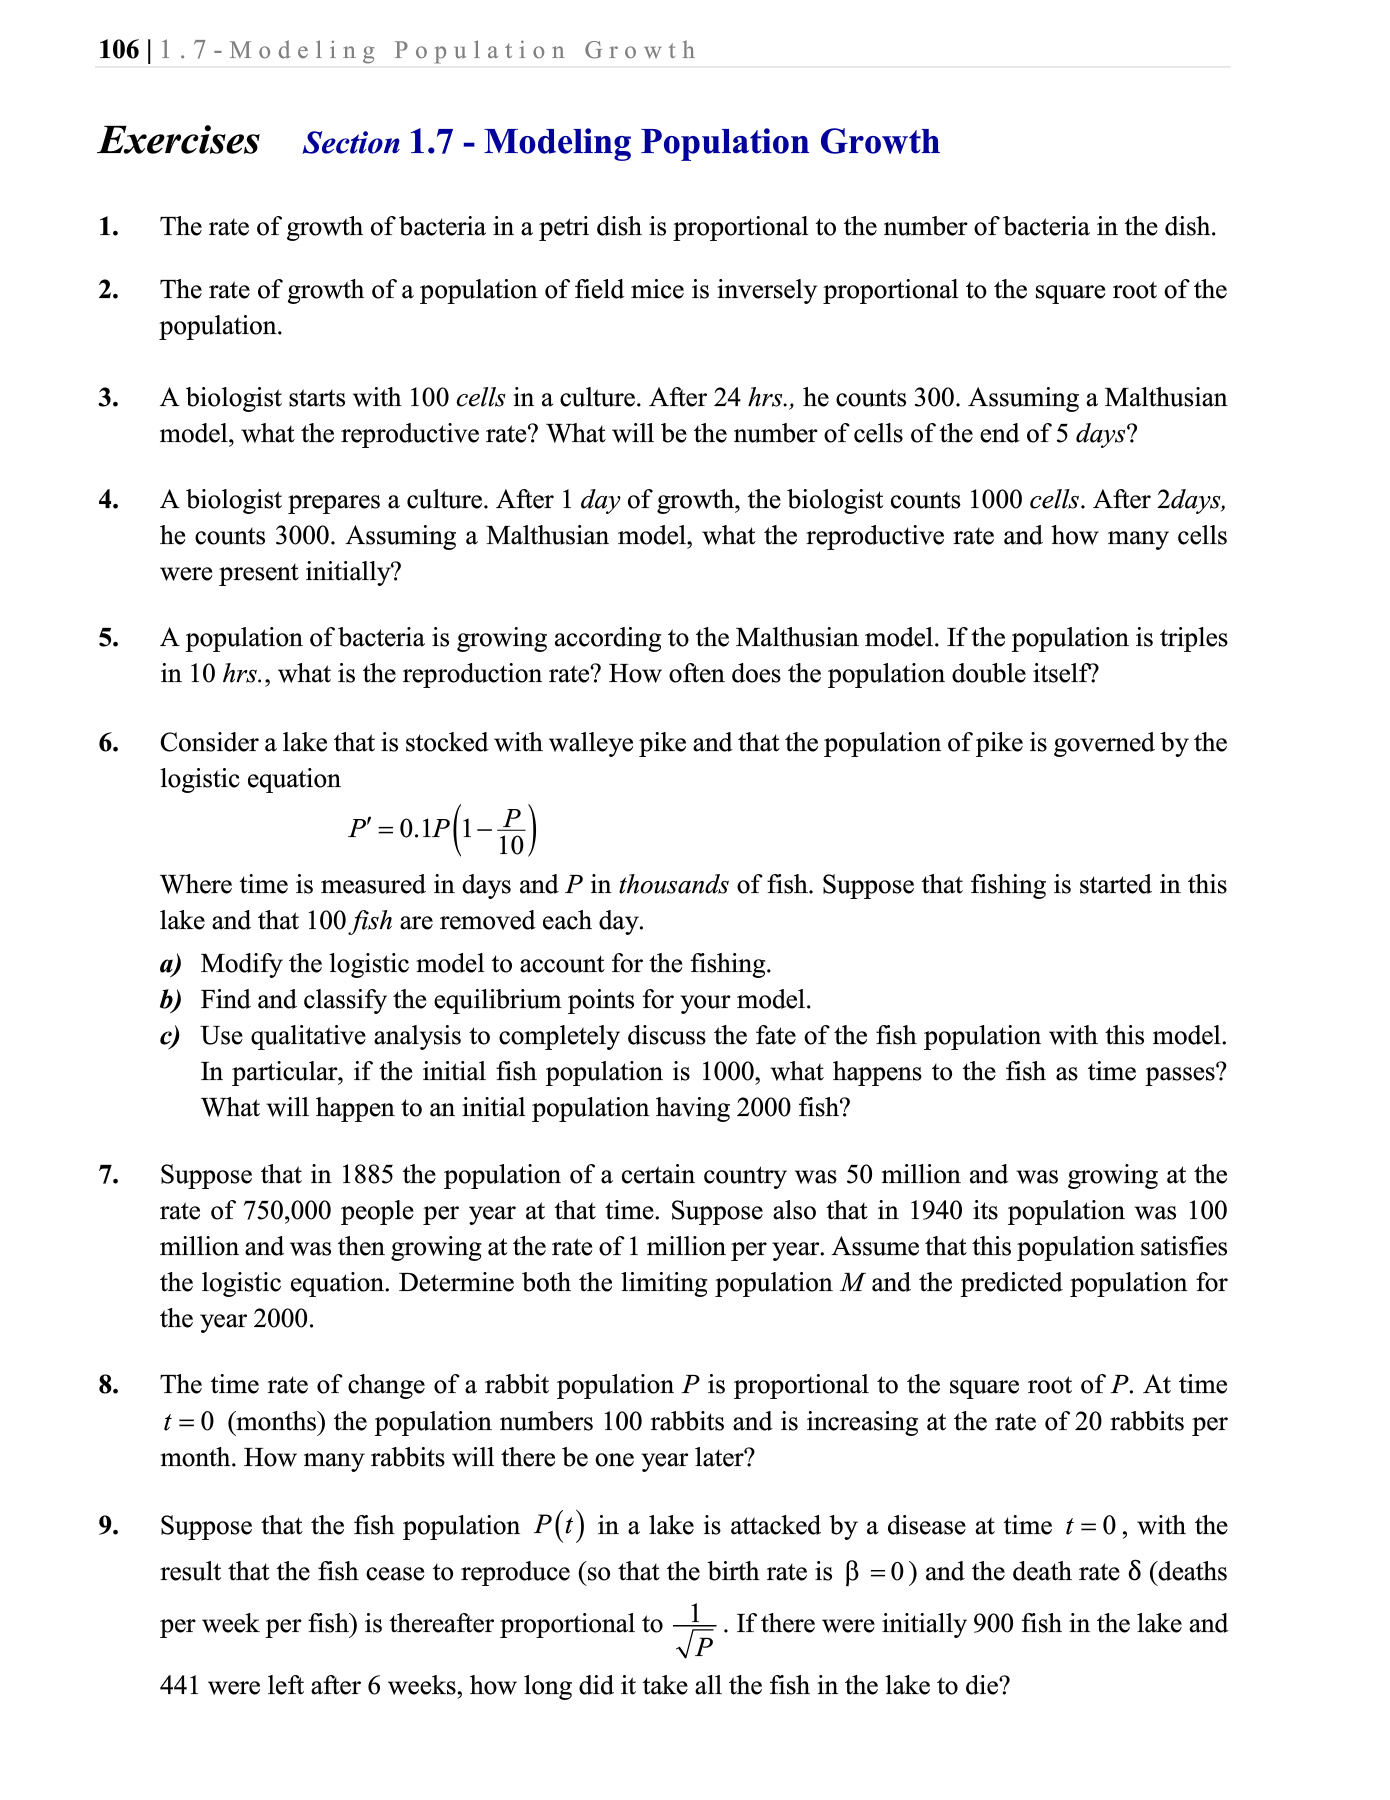 106 | 1.7-Modeling Population Growth
Exercises Section 1.7 - Modeling Population Growth
1. The rate of growth of bacteria in a petri dish is proportional to the number of bacteria in the dish.
2. The rate of growth of a population of field mice is inversely proportional to the square root of the
population.
3. A biologist starts with 100 cells in a culture. After 24 hrs., he counts 300. Assuming a Malthusian
model, what the reproductive rate? What will be the number of cells of the end of 5 days?
4. A biologist prepares a culture. After 1 day of growth, the biologist counts 1000 cells. After 2days,
he counts 3000. Assuming a Malthusian model, what the reproductive rate and how many cells
were present initially?
5. A population of bacteria is growing according to the Malthusian model. If the population is triples
in 10 hrs., what is the reproduction rate? How often does the population double itself?
6. Consider a lake that is stocked with walleye pike and that the population of pike is governed by the
logistic equation
P′ = 0.1P(1 − P/10)
Where time is measured in days and P in thousands of fish. Suppose that fishing is started in this
lake and that 100 fish are removed each day.
a) Modify the logistic model to account for the fishing.
b) Find and classify the equilibrium points for your model.
c) Use qualitative analysis to completely discuss the fate of the fish population with this model.
In particular, if the initial fish population is 1000, what happens to the fish as time passes?
What will happen to an initial population having 2000 fish?
7. Suppose that in 1885 the population of a certain country was 50 million and was growing at the
rate of 750,000 people per year at that time. Suppose also that in 1940 its population was 100
million and was then growing at the rate of 1 million per year. Assume that this population satisfies
the logistic equation. Determine both the limiting population M and the predicted population for
the year 2000.
8. The time rate of change of a rabbit population P is proportional to the square root of P. At time
t = 0 (months) the population numbers 100 rabbits and is increasing at the rate of 20 rabbits per
month. How many rabbits will there be one year later?
9. Suppose that the fish population P(t) in a lake is attacked by a disease at time t = 0, with the
result that the fish cease to reproduce (so that the birth rate is β = 0) and the death rate δ (deaths
per week per fish) is thereafter proportional to 1/√P. If there were initially 900 fish in the lake and
441 were left after 6 weeks, how long did it take all the fish in the lake to die?